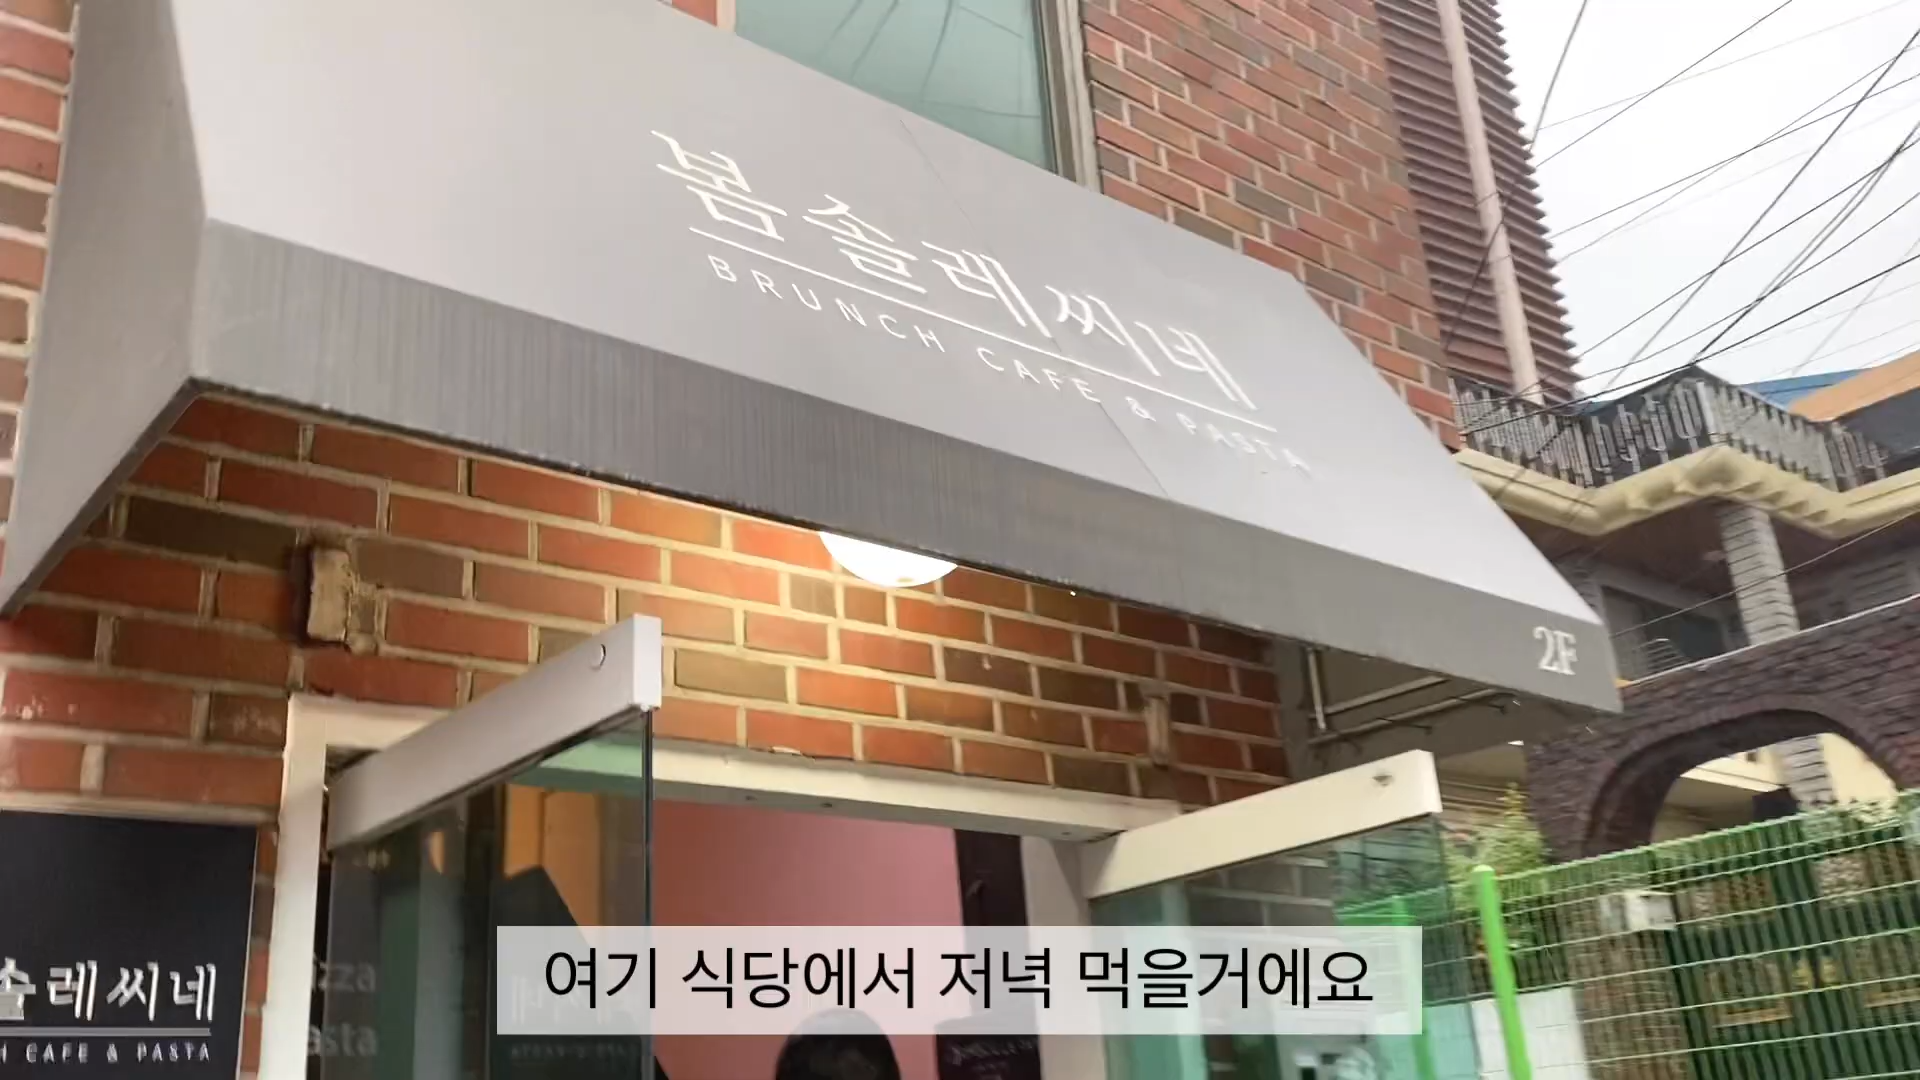 봄솔레씨네
BRUNCH CAFE & PASTA
2F
솔레씨네
CAFE & PASTA
여기 식당에서 저녁 먹을거에요